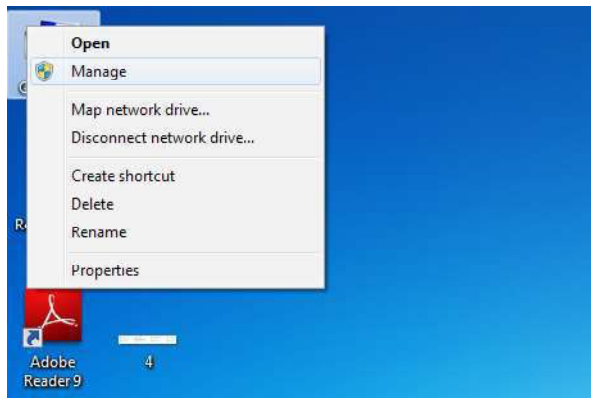 Open
Manage
Map network drive...
Disconnect network drive...
Create shortcut
Delete
Rename
Properties
Adobe
Reader 9
4